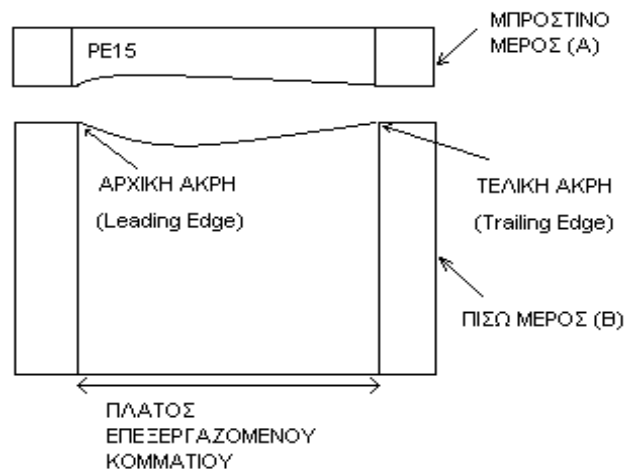 ΜΠΡΟΣΤΙΝΟ
ΜΕΡΟΣ (Α)
PE15
ΑΡΧΙΚΗ ΑΚΡΗ
(Leading Edge)
ΤΕΛΙΚΗ ΑΚΡΗ
(Trailing Edge)
ΠΙΣΩ ΜΕΡΟΣ (Β)
ΠΛΑΤΟΣ
ΕΠΕΞΕΡΓΑΖΟΜΕΝΟΥ
ΚΟΜΜΑΤΙΟΥ